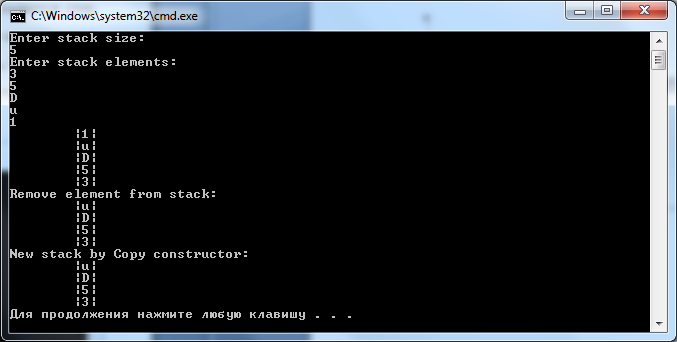 C:\Windows\system32\cmd.exe
Enter stack size:
5
Enter stack elements:
3
5
D
u
1
¦1¦
¦u¦
¦D¦
¦5¦
¦3¦
Remove element from stack:
¦u¦
¦D¦
¦5¦
¦3¦
New stack by Copy constructor:
¦u¦
¦D¦
¦5¦
¦3¦
Для продолжения нажмите любую клавишу . . .